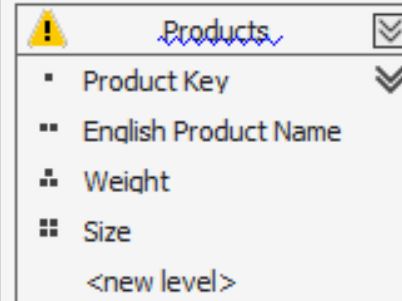 Products
Product Key
English Product Name
Weight
Size
<new level>